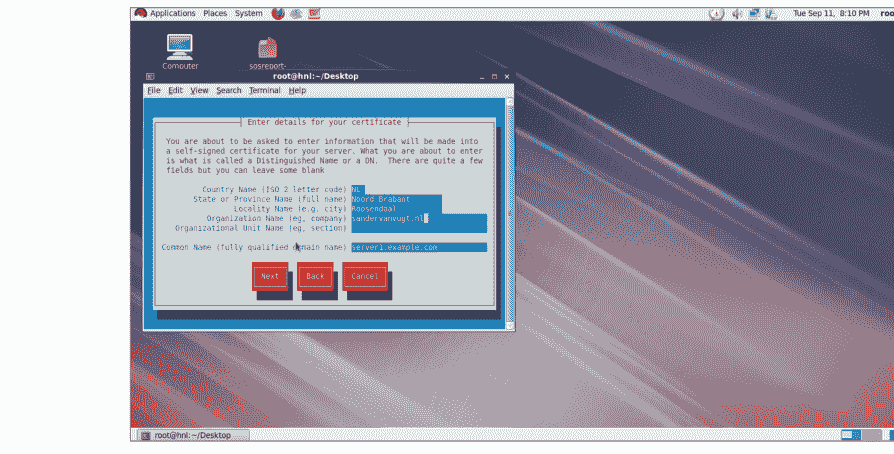 Applications Places System
Tue Sep 11, 8:10 PM roo
Computer
sosreport-
root@hnl:~/Desktop
File Edit View Search Terminal Help
Enter details for your certificate
You are about to be asked to enter information that will be made into
a self-signed certificate for your server. What you are about to enter
is what is called a Distinguished Name or a DN. There are quite a few
fields but you can leave some blank
Country Name (ISO 2 letter code) NL
State or Province Name (full name) Noord Brabant
Locality Name (e.g. city) Roosendaal
Organization Name (eg, company) sandervanvugt.nl
Organizational Unit Name (eg, section)
Common Name (fully qualified domain name) server1.example.com
Next Back Cancel
root@hnl:~/Desktop